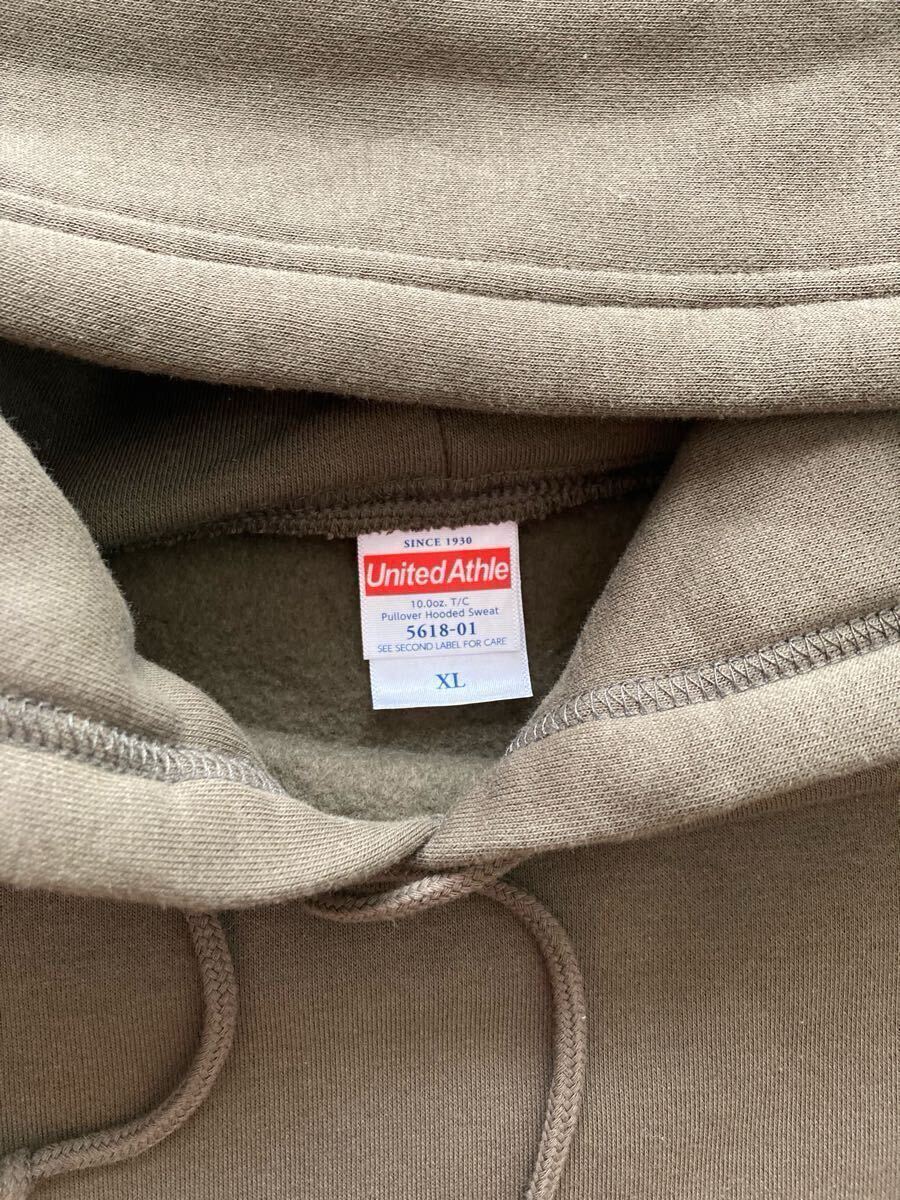 SINCE 1930
United Athle
10.0oz. T/C
Pullover Hooded Sweat
5618-01
SEE SECOND LABEL FOR CARE
XL